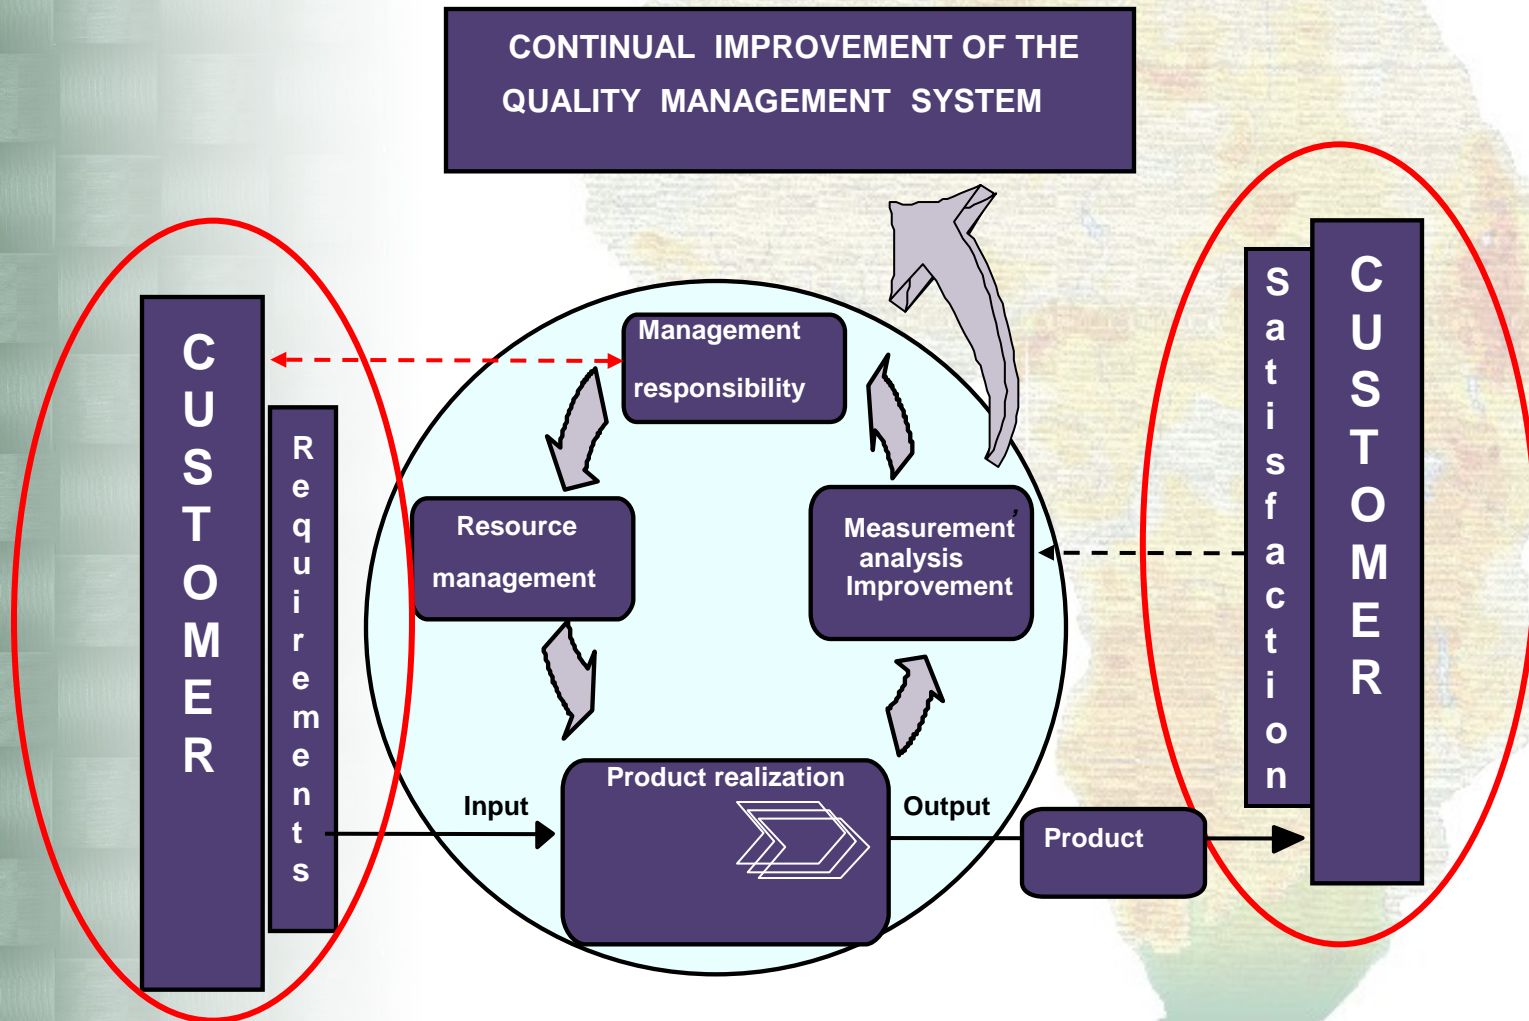 CONTINUAL IMPROVEMENT OF THE
QUALITY MANAGEMENT SYSTEM
CUSTOMER
Requirements
Management
responsibility
Resource
management
Measurement,
analysis
Improvement
Input
Product realization
Output
Product
Satisfaction
CUSTOMER